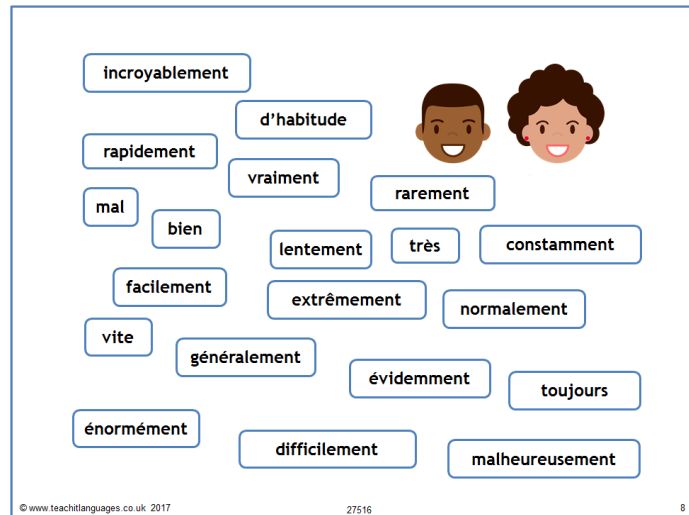 incroyablement
d'habitude
rapidement
vraiment
rarement
mal
bien
lentement
très
constamment
facilement
extrêmement
normalement
vite
généralement
évidemment
toujours
énormément
difficilement
malheureusement
© www.teachitlanguages.co.uk 2017
27516
8